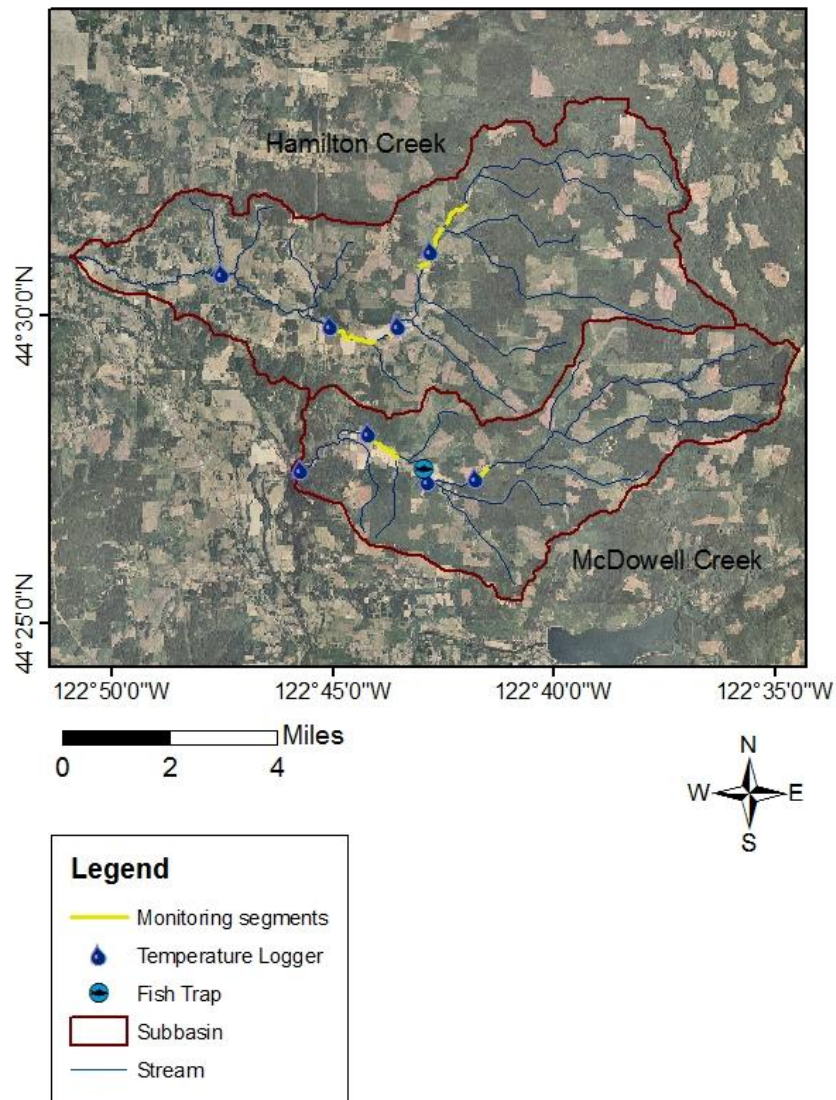 Hamilton Creek
44°30'0"N
McDowell Creek
44°25'0"N
122°50'0"W
122°45'0"W
122°40'0"W
122°35'0"W
Miles
0
2
4
N
W
E
S
Legend
Monitoring segments
Temperature Logger
Fish Trap
Subbasin
Stream